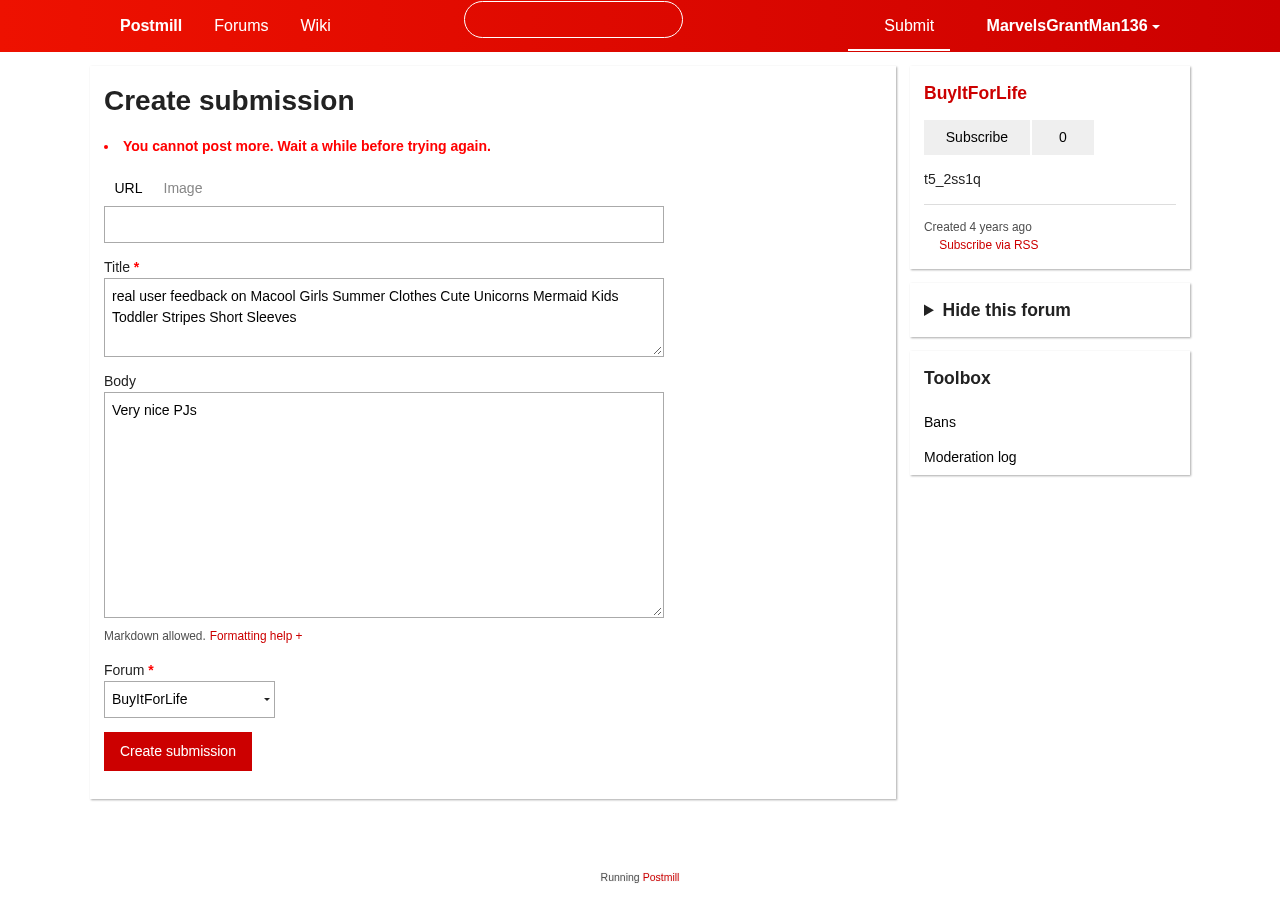 Postmill Forums Wiki Submit MarvelsGrantMan136
Create submission
You cannot post more. Wait a while before trying again.
URL Image
Title *
real user feedback on Macool Girls Summer Clothes Cute Unicorns Mermaid Kids
Toddler Stripes Short Sleeves
Body
Very nice PJs
Markdown allowed. Formatting help +
Forum *
BuyItForLife
Create submission
BuyItForLife
Subscribe 0
t5_2ss1q
Created 4 years ago
Subscribe via RSS
Hide this forum
Toolbox
Bans
Moderation log
Running Postmill